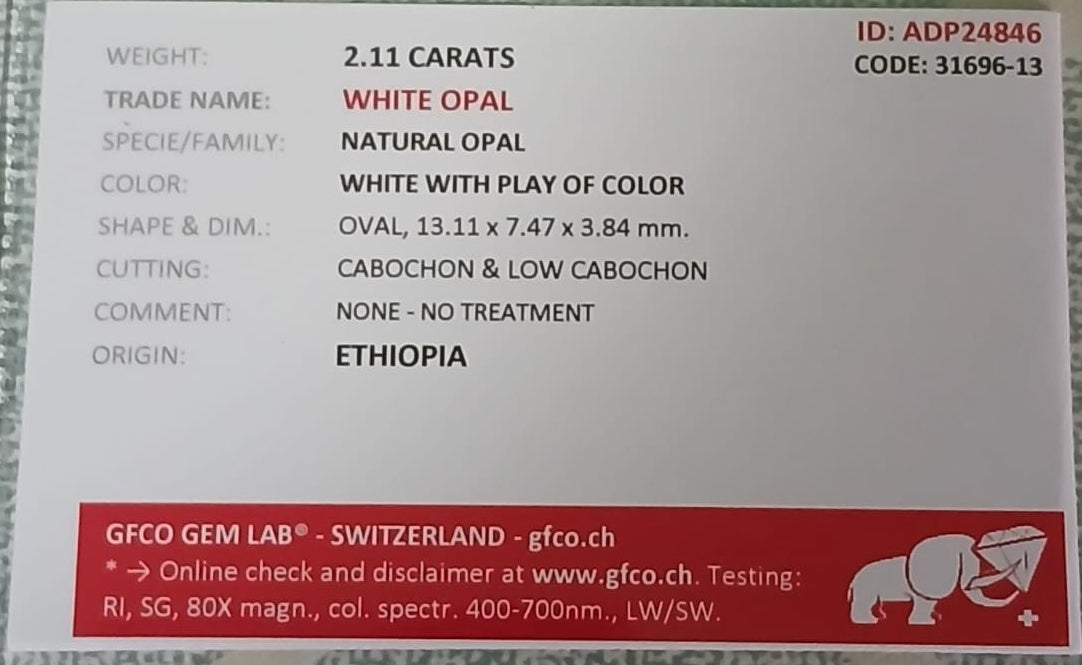 ID: ADP24846
CODE: 31696-13
WEIGHT: 2.11 CARATS
TRADE NAME: WHITE OPAL
SPECIE/FAMILY: NATURAL OPAL
COLOR: WHITE WITH PLAY OF COLOR
SHAPE & DIM.: OVAL, 13.11 x 7.47 x 3.84 mm.
CUTTING: CABOCHON & LOW CABOCHON
COMMENT: NONE - NO TREATMENT
ORIGIN: ETHIOPIA
GFCO GEM LAB® - SWITZERLAND - gfco.ch
* → Online check and disclaimer at www.gfco.ch. Testing:
RI, SG, 80X magn., col. spectr. 400-700nm., LW/SW.